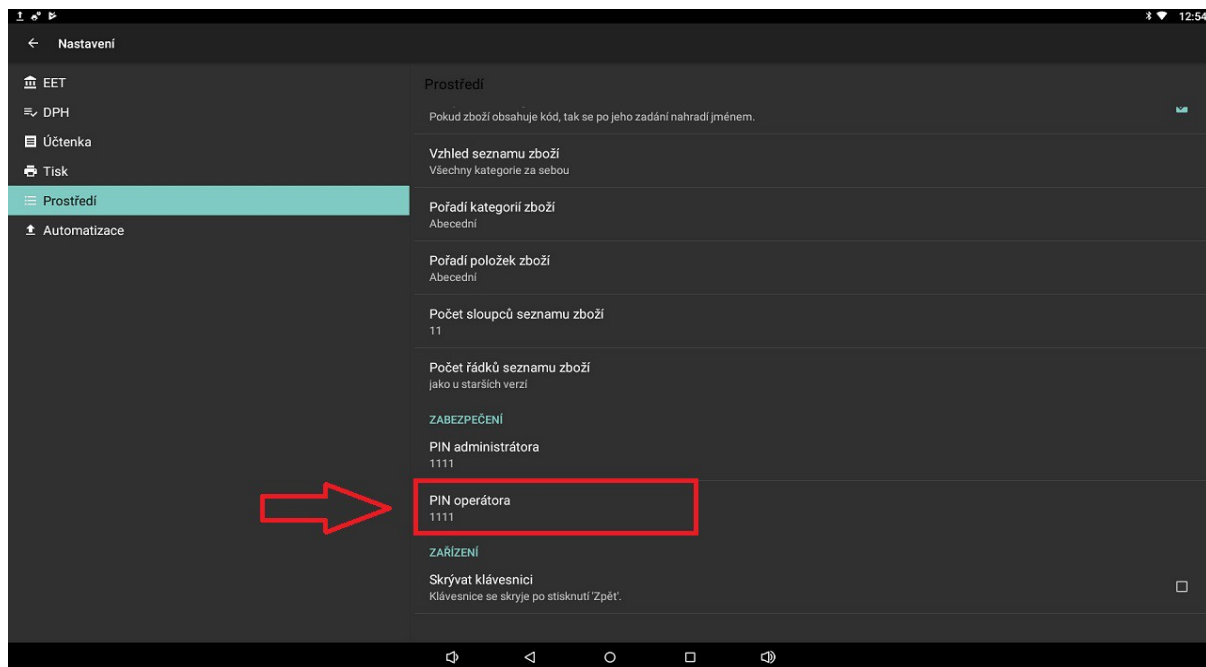 12:54
Nastavení
EET
DPH
Účtenka
Tisk
Prostředí
Automatizace
Prostředí
Pokud zboží obsahuje kód, tak se po jeho zadání nahradí jménem.
Vzhled seznamu zboží
Všechny kategorie za sebou
Pořadí kategorií zboží
Abecední
Pořadí položek zboží
Abecední
Počet sloupců seznamu zboží
11
Počet řádků seznamu zboží
jako u starších verzí
ZABEZPEČENÍ
PIN administrátora
1111
PIN operátora
1111
ZAŘÍZENÍ
Skrývat klávesnici
Klávesnice se skryje po stisknutí 'Zpět'.